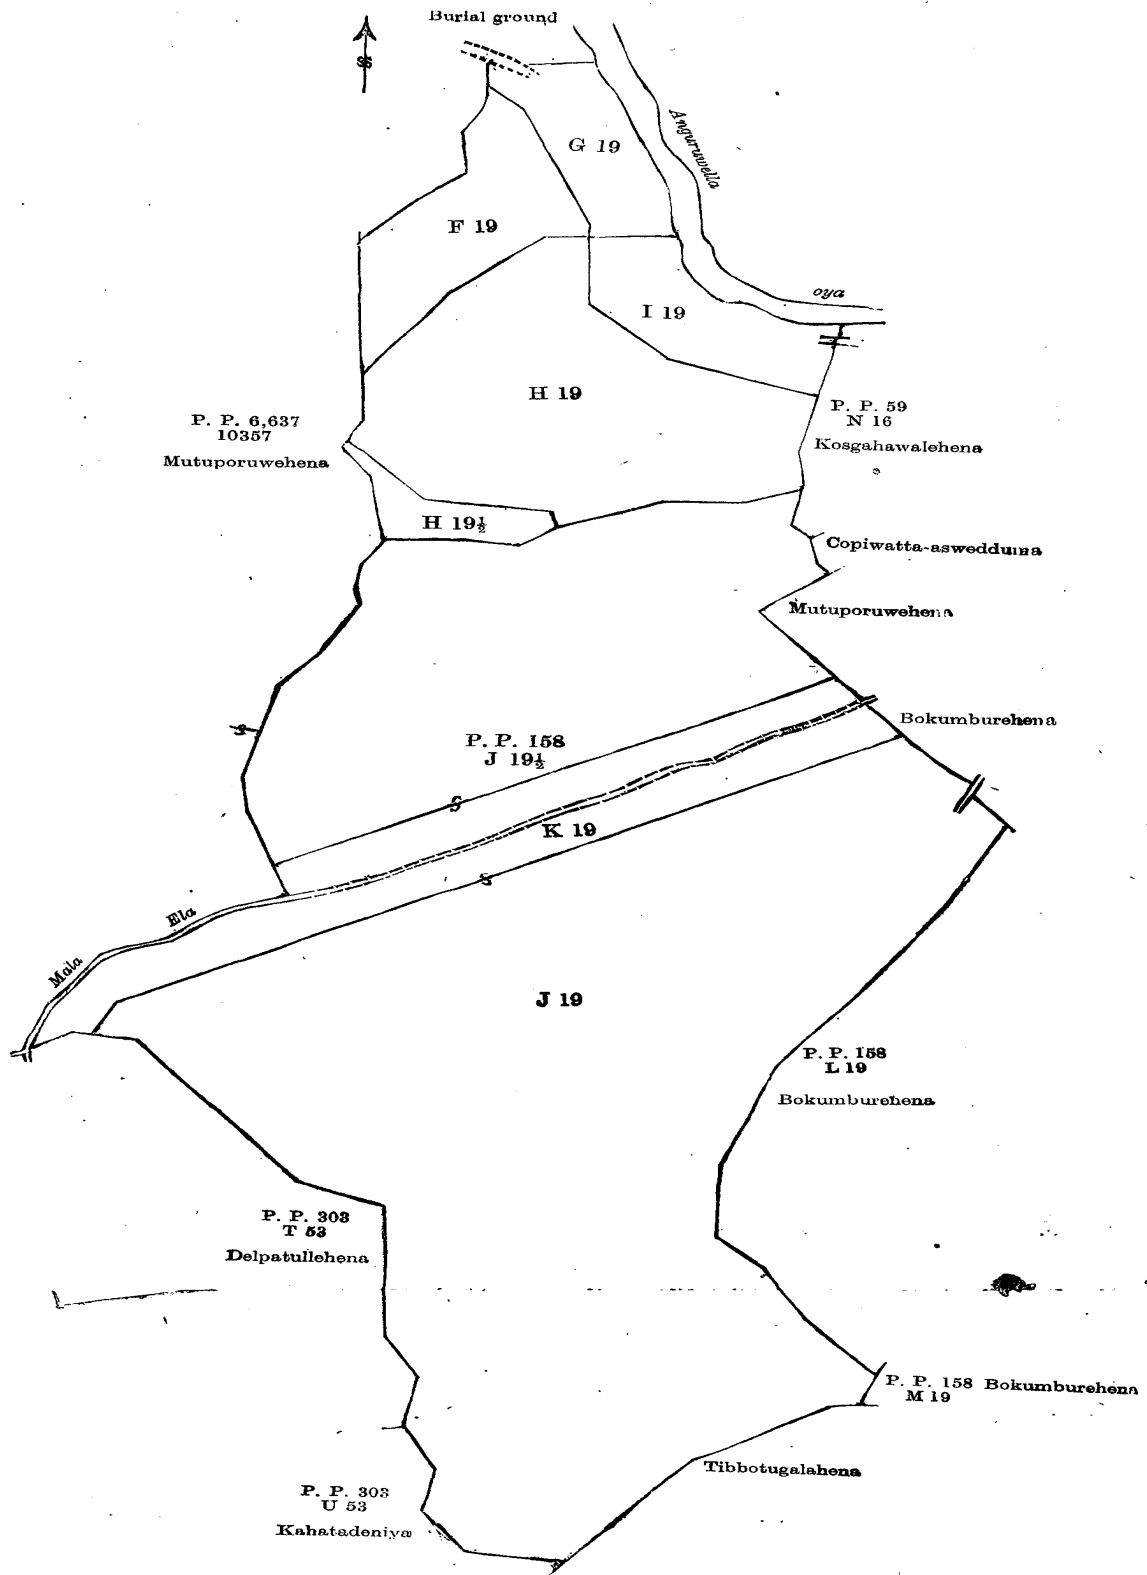 Burial ground
G 19
Anguruwella
F 19
oya
I 19
H 19
P. P. 6,637
10357
Mutuporuwehena
P. P. 59
N 16
Kosgahawalehena
H 19½
Copiwatta-aswedduma
Mutuporuwehena
S
Bokumburehena
P. P. 158
J 19½
S
K 19
S
Ela
Mala
J 19
P. P. 158
L 19
Bokumburehena
P. P. 303
T 53
Delpatullehena
P. P. 158 Bokumburehena
M 19
Tibbotugalahena
P. P. 303
U 53
Kahatadeniya